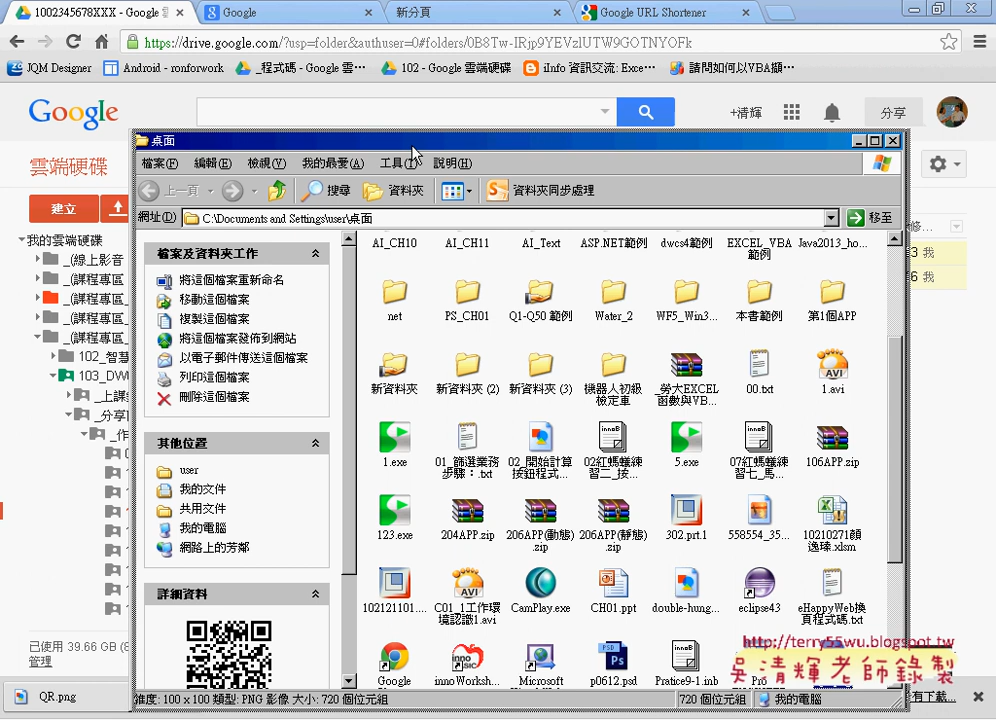 1002345678XXX - Google
Google
新分頁
Google URL Shortener
https://drive.google.com/?usp=folder&authuser=0#folders/0B8Tw-IRjp9YEVzlUTW9GOTNYOFk
JQM Designer
Android - ronforwork
_程式碼 - Google 雲…
102 - Google 雲端硬碟
iInfo 資訊交流: Exce…
請問如何以VBA擷…
Google
+清輝
分享
雲端硬碟
建立
我的雲端硬碟
_(線上影音
_(課程專區
_(課程專區
_(課程專區
_(課程專區
102_智慧
103_DW
_上課
_分享
_作
已使用 39.66 GB
管理
QR.png
桌面
檔案(F)
編輯(E)
檢視(V)
我的最愛(A)
工具(T)
說明(H)
上一頁
搜尋
資料夾
資料夾同步處理
網址(D)
C:\Documents and Settings\user\桌面
移至
檔案及資料夾工作
將這個檔案重新命名
移動這個檔案
複製這個檔案
將這個檔案發佈到網站
以電子郵件傳送這個檔案
列印這個檔案
刪除這個檔案
其他位置
user
我的文件
共用文件
我的電腦
網路上的芳鄰
詳細資料
AI_CH10
AI_CH11
AI_Text
ASP.NET範例
dwcs4範例
EXCEL_VBA
範例
Java2013_ho...
net
PS_CH01
Q1-Q50 範例
Water_2
WF5_Win3...
本書範例
第1個APP
新資料夾
新資料夾 (2)
新資料夾 (3)
機器人初級
檢定車
_勞大EXCEL
函數與VB...
00.txt
1.avi
1.exe
01_篩選業務
步驟：.txt
02_開始計算
按鈕程式...
02紅螞蟻練
習二_按...
5.exe
07紅螞蟻練
習七_馬...
106APP.zip
123.exe
204APP.zip
206APP(動態)
.zip
206APP(靜態)
.zip
302.prt.1
558554_35...
10210271顏
逸瑧.xlsm
102121101....
C01_1工作環
境認識1.avi
CamPlay.exe
CH01.ppt
double-hung...
eclipse43
eHappyWeb換
頁程式碼.txt
Google
innoWorksh...
Microsoft
p0612.psd
Pratice9-1.inb
Pro
http://terry55wu.blogspot.tw
吳清輝老師錄製
維度: 100 x 100 類型: PNG 影像 大小: 720 個位元組
720 個位元組
我的電腦
有下載...
3 我
6 我